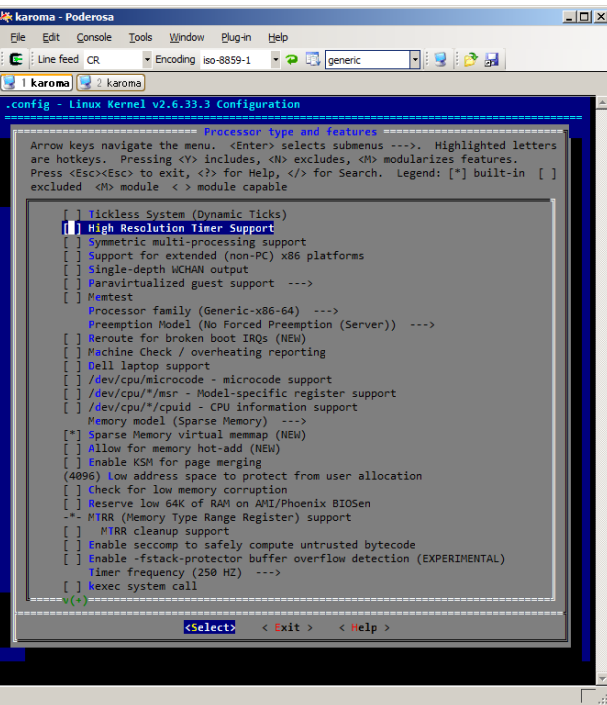 karoma - Poderosa
File Edit Console Tools Window Plug-in Help
Line feed CR Encoding iso-8859-1 generic
1 karoma 2 karoma
.config - Linux Kernel v2.6.33.3 Configuration
Processor type and features
Arrow keys navigate the menu. <Enter> selects submenus --->. Highlighted letters
are hotkeys. Pressing <Y> includes, <N> excludes, <M> modularizes features.
Press <Esc><Esc> to exit, <?> for Help, </> for Search. Legend: [*] built-in [ ]
excluded <M> module < > module capable
[ ] Tickless System (Dynamic Ticks)
[ ] High Resolution Timer Support
[ ] Symmetric multi-processing support
[ ] Support for extended (non-PC) x86 platforms
[ ] Single-depth WCHAN output
[ ] Paravirtualized guest support --->
[ ] Memtest
Processor family (Generic-x86-64) --->
Preemption Model (No Forced Preemption (Server)) --->
[ ] Reroute for broken boot IRQs (NEW)
[ ] Machine Check / overheating reporting
[ ] Dell laptop support
[ ] /dev/cpu/microcode - microcode support
[ ] /dev/cpu/*/msr - Model-specific register support
[ ] /dev/cpu/*/cpuid - CPU information support
Memory model (Sparse Memory) --->
[*] Sparse Memory virtual memmap (NEW)
[ ] Allow for memory hot-add (NEW)
[ ] Enable KSM for page merging
(4096) Low address space to protect from user allocation
[ ] Check for low memory corruption
[ ] Reserve low 64K of RAM on AMI/Phoenix BIOSen
-*- MTRR (Memory Type Range Register) support
[ ] MTRR cleanup support
[ ] Enable seccomp to safely compute untrusted bytecode
[ ] Enable -fstack-protector buffer overflow detection (EXPERIMENTAL)
Timer frequency (250 HZ) --->
[ ] kexec system call
v(+)
<Select> < Exit > < Help >